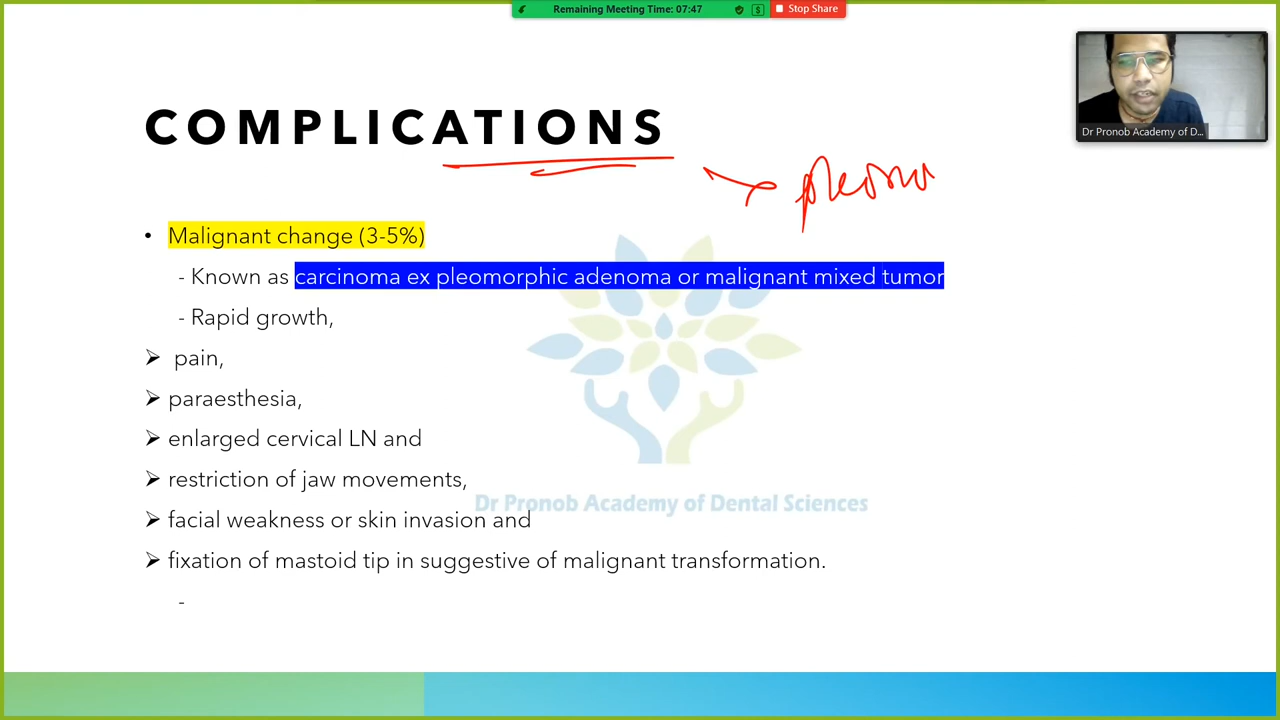 Remaining Meeting Time: 07:47 Stop Share
Dr Pronob Academy of D...
COMPLICATIONS
• Malignant change (3-5%)
- Known as carcinoma ex pleomorphic adenoma or malignant mixed tumor
- Rapid growth,
➢ pain,
➢ paraesthesia,
➢ enlarged cervical LN and
➢ restriction of jaw movements,
➢ facial weakness or skin invasion and
➢ fixation of mastoid tip in suggestive of malignant transformation.
-
Dr Pronob Academy of Dental Sciences